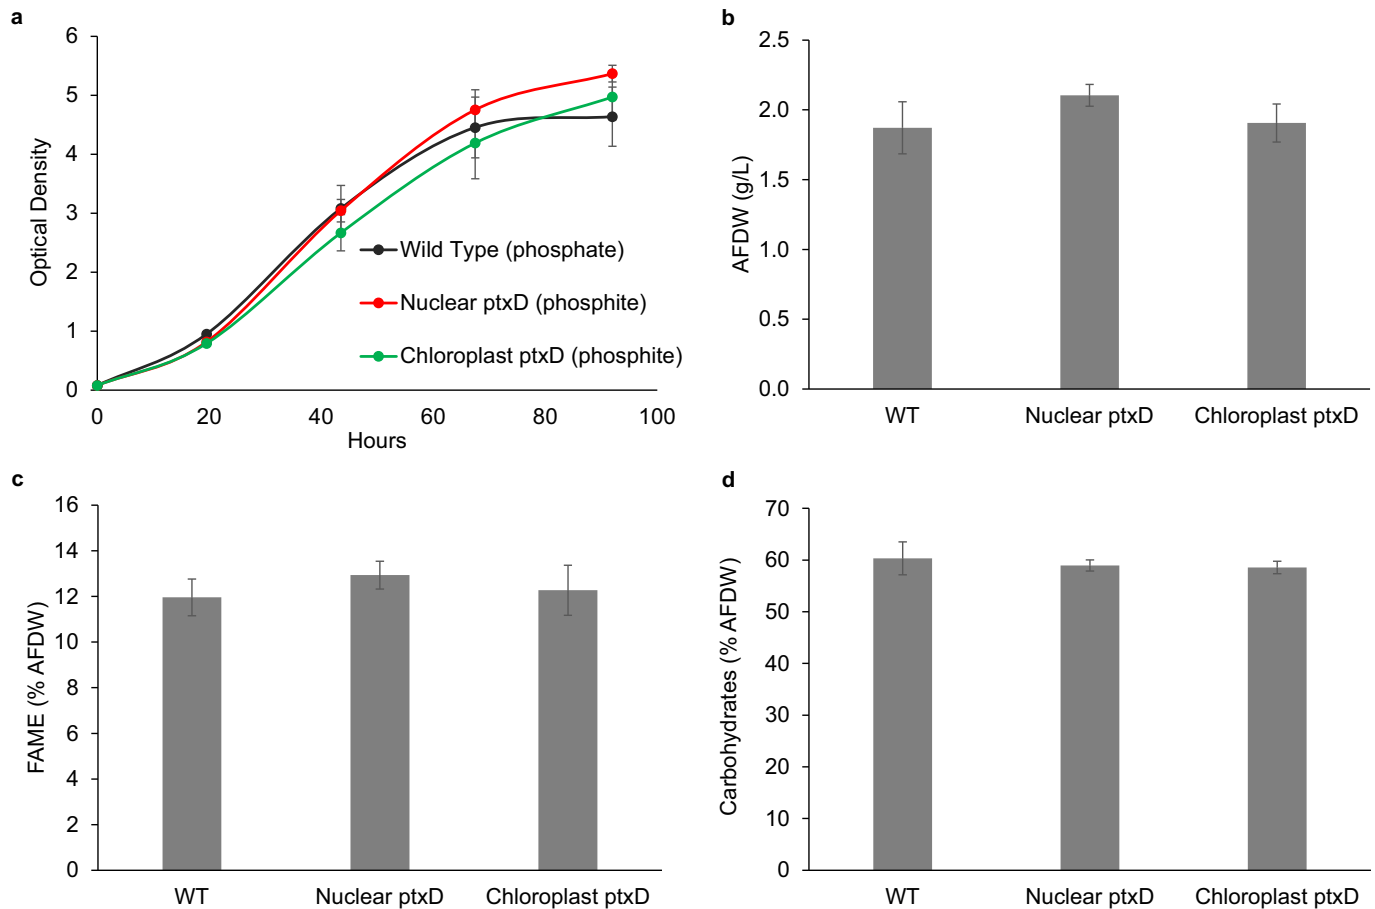 a
6
5
4
3
2
1
0
Optical Density
0 20 40 60 80 100
Hours
Wild Type (phosphate)
Nuclear ptxD (phosphite)
Chloroplast ptxD (phosphite)
b
2.5
2.0
1.5
1.0
0.5
0.0
AFDW (g/L)
WT Nuclear ptxD Chloroplast ptxD
c
16
14
12
10
8
6
4
2
0
FAME (% AFDW)
WT Nuclear ptxD Chloroplast ptxD
d
70
60
50
40
30
20
10
0
Carbohydrates (% AFDW)
WT Nuclear ptxD Chloroplast ptxD